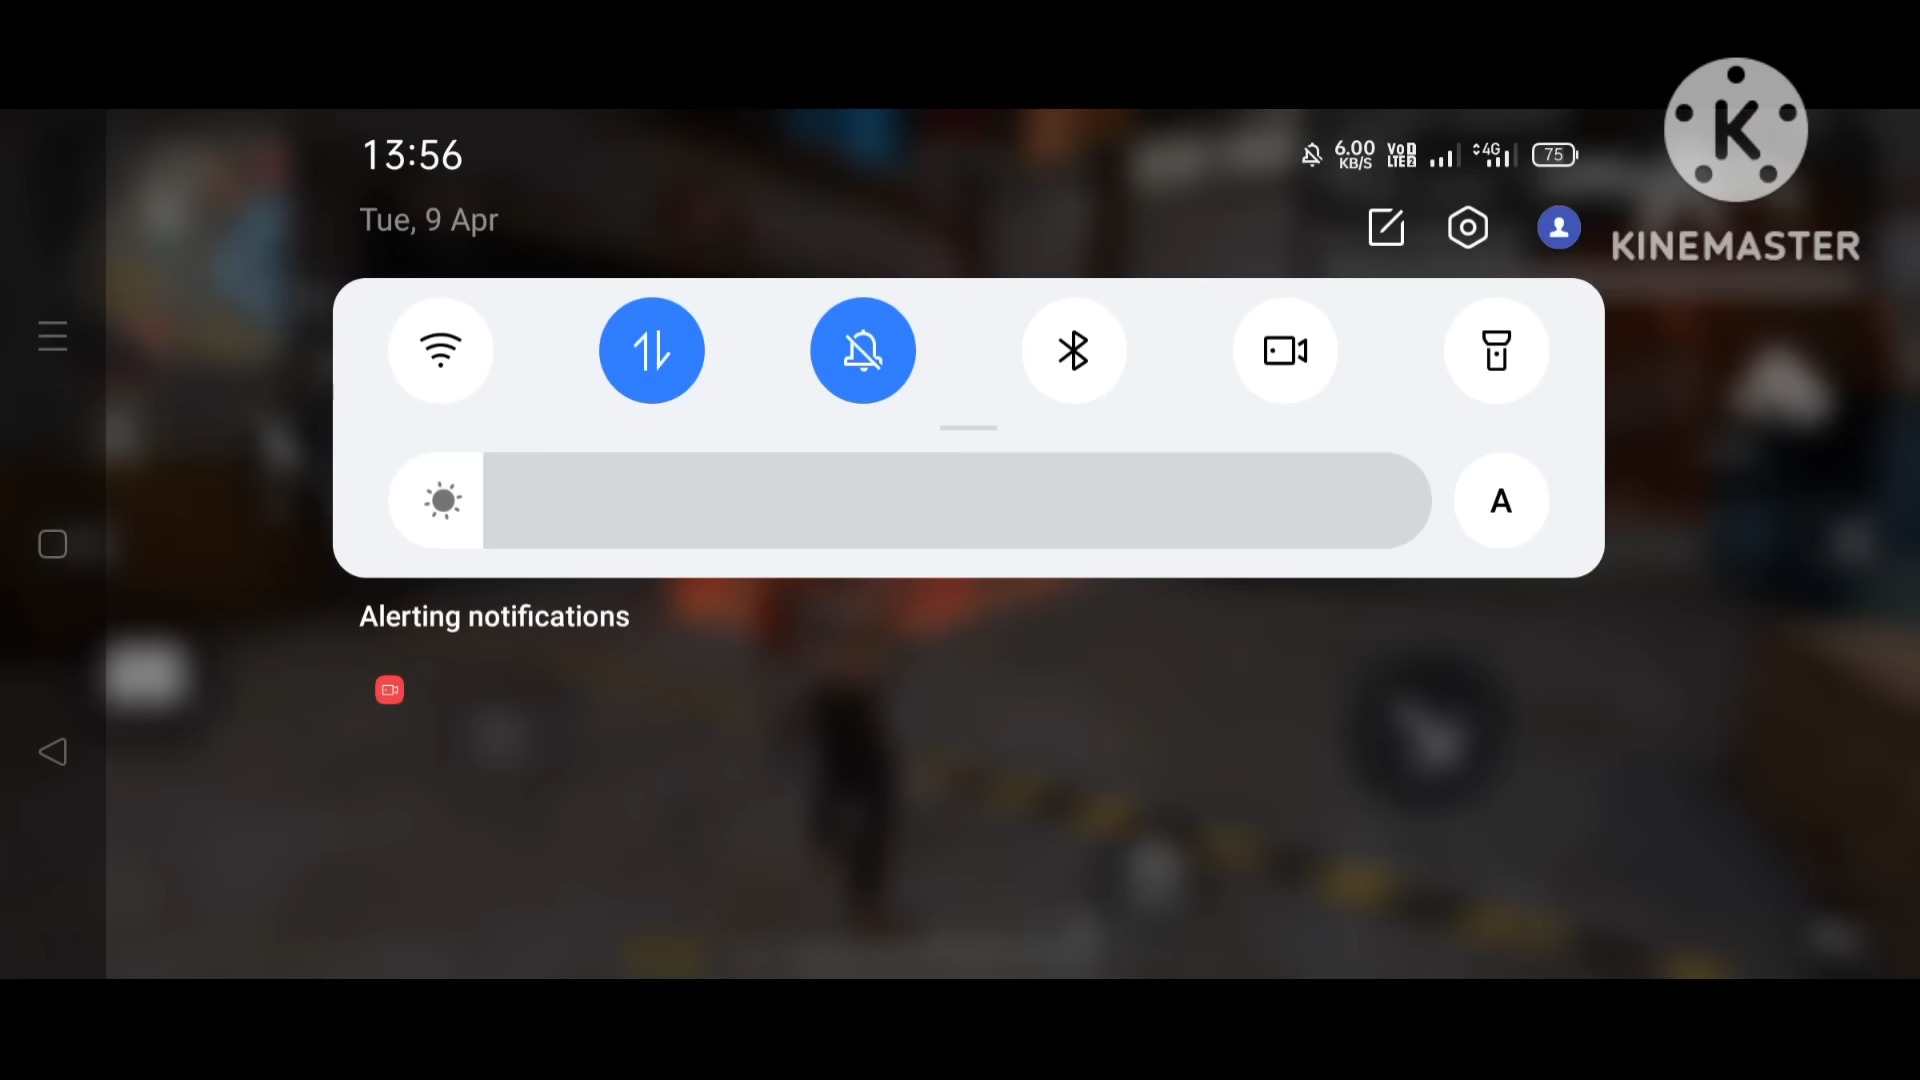 13:56
6.00
KB/S
VoD
LTE2
4G
75
Tue, 9 Apr
K
KINEMASTER
A
Alerting notifications